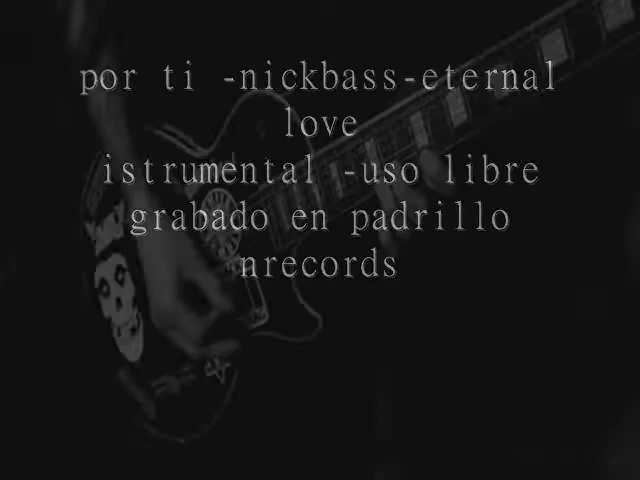 por ti -nickbass-eternal
love
istrumental -uso libre
grabado en padrillo
nrecords